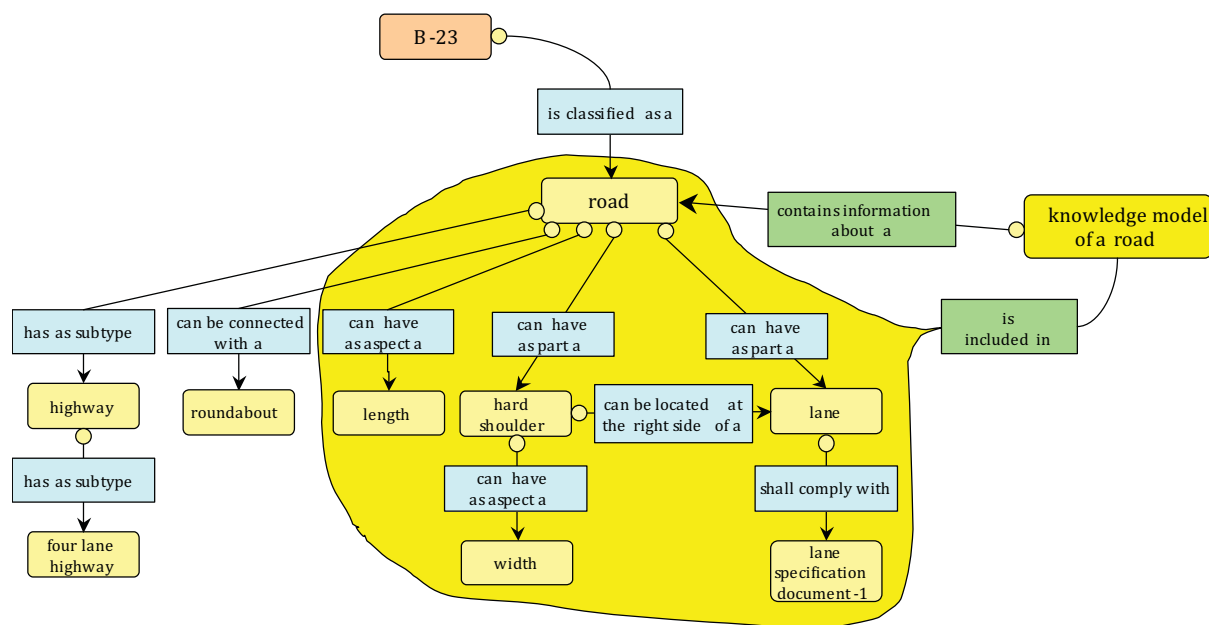 B-23
is classified as a
road
contains information
about a
knowledge model
of a road
has as subtype
can be connected
with a
can have
as aspect a
can have
as part a
can have
as part a
is
included in
highway
roundabout
length
hard
shoulder
can be located at
the right side of a
lane
has as subtype
can have
as aspect a
shall comply with
four lane
highway
width
lane
specification
document-1